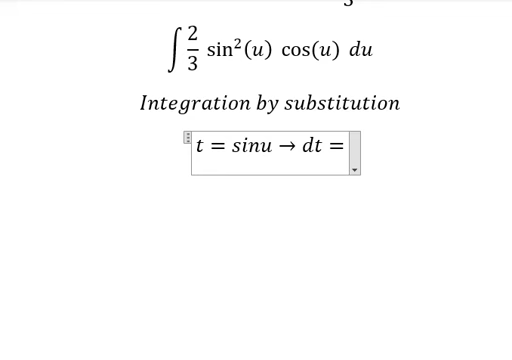 ∫ 2/3 sin²(u) cos(u) du
Integration by substitution
t = sinu → dt =